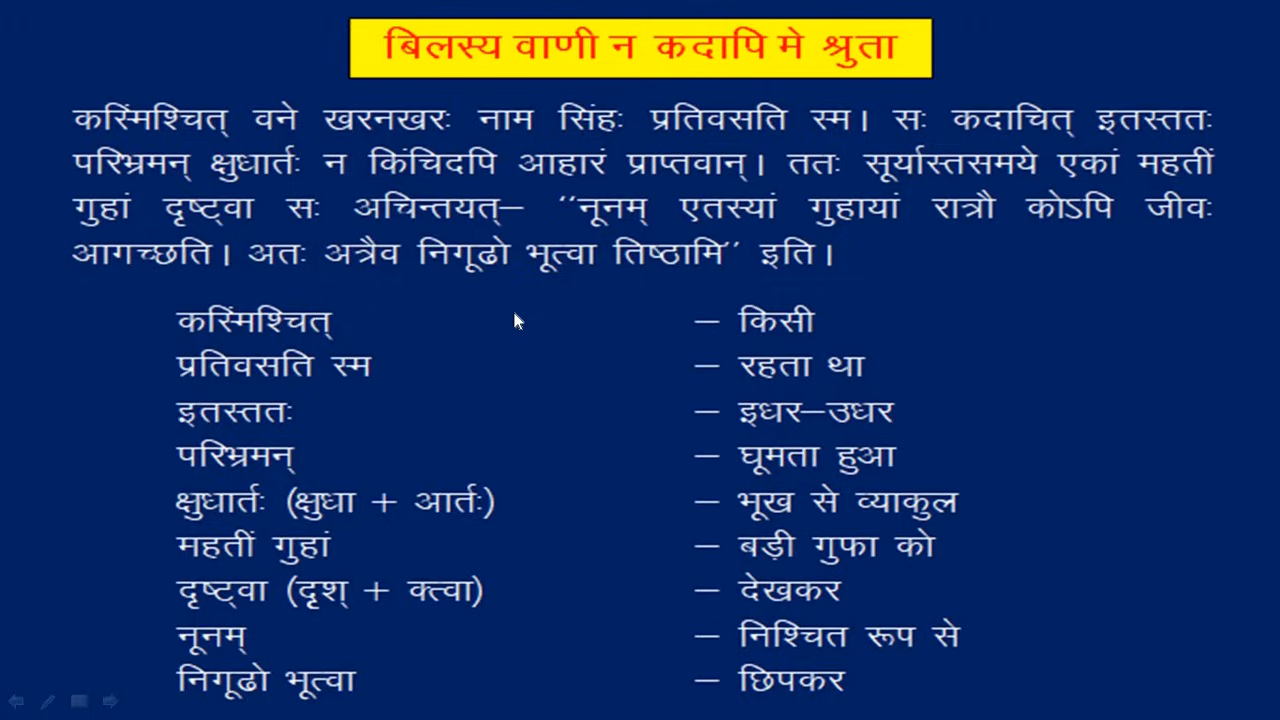 बिलस्य वाणी न कदापि मे श्रुता
कस्मिंश्चित् वने खरनखरः नाम सिंहः प्रतिवसति स्म। सः कदाचित् इतस्ततः
परिभ्रमन् क्षुधार्तः न किंचिदपि आहारं प्राप्तवान्। ततः सूर्यास्तसमये एकां महतीं
गुहां दृष्ट्वा सः अचिन्तयत्– ''नूनम् एतस्यां गुहायां रात्रौ कोऽपि जीवः
आगच्छति। अतः अत्रैव निगूढो भूत्वा तिष्ठामि'' इति।
कस्मिंश्चित् – किसी
प्रतिवसति स्म – रहता था
इतस्ततः – इधर–उधर
परिभ्रमन् – घूमता हुआ
क्षुधार्तः (क्षुधा + आर्तः) – भूख से व्याकुल
महतीं गुहां – बड़ी गुफा को
दृष्ट्वा (दृश् + क्त्वा) – देखकर
नूनम् – निश्चित रूप से
निगूढो भूत्वा – छिपकर